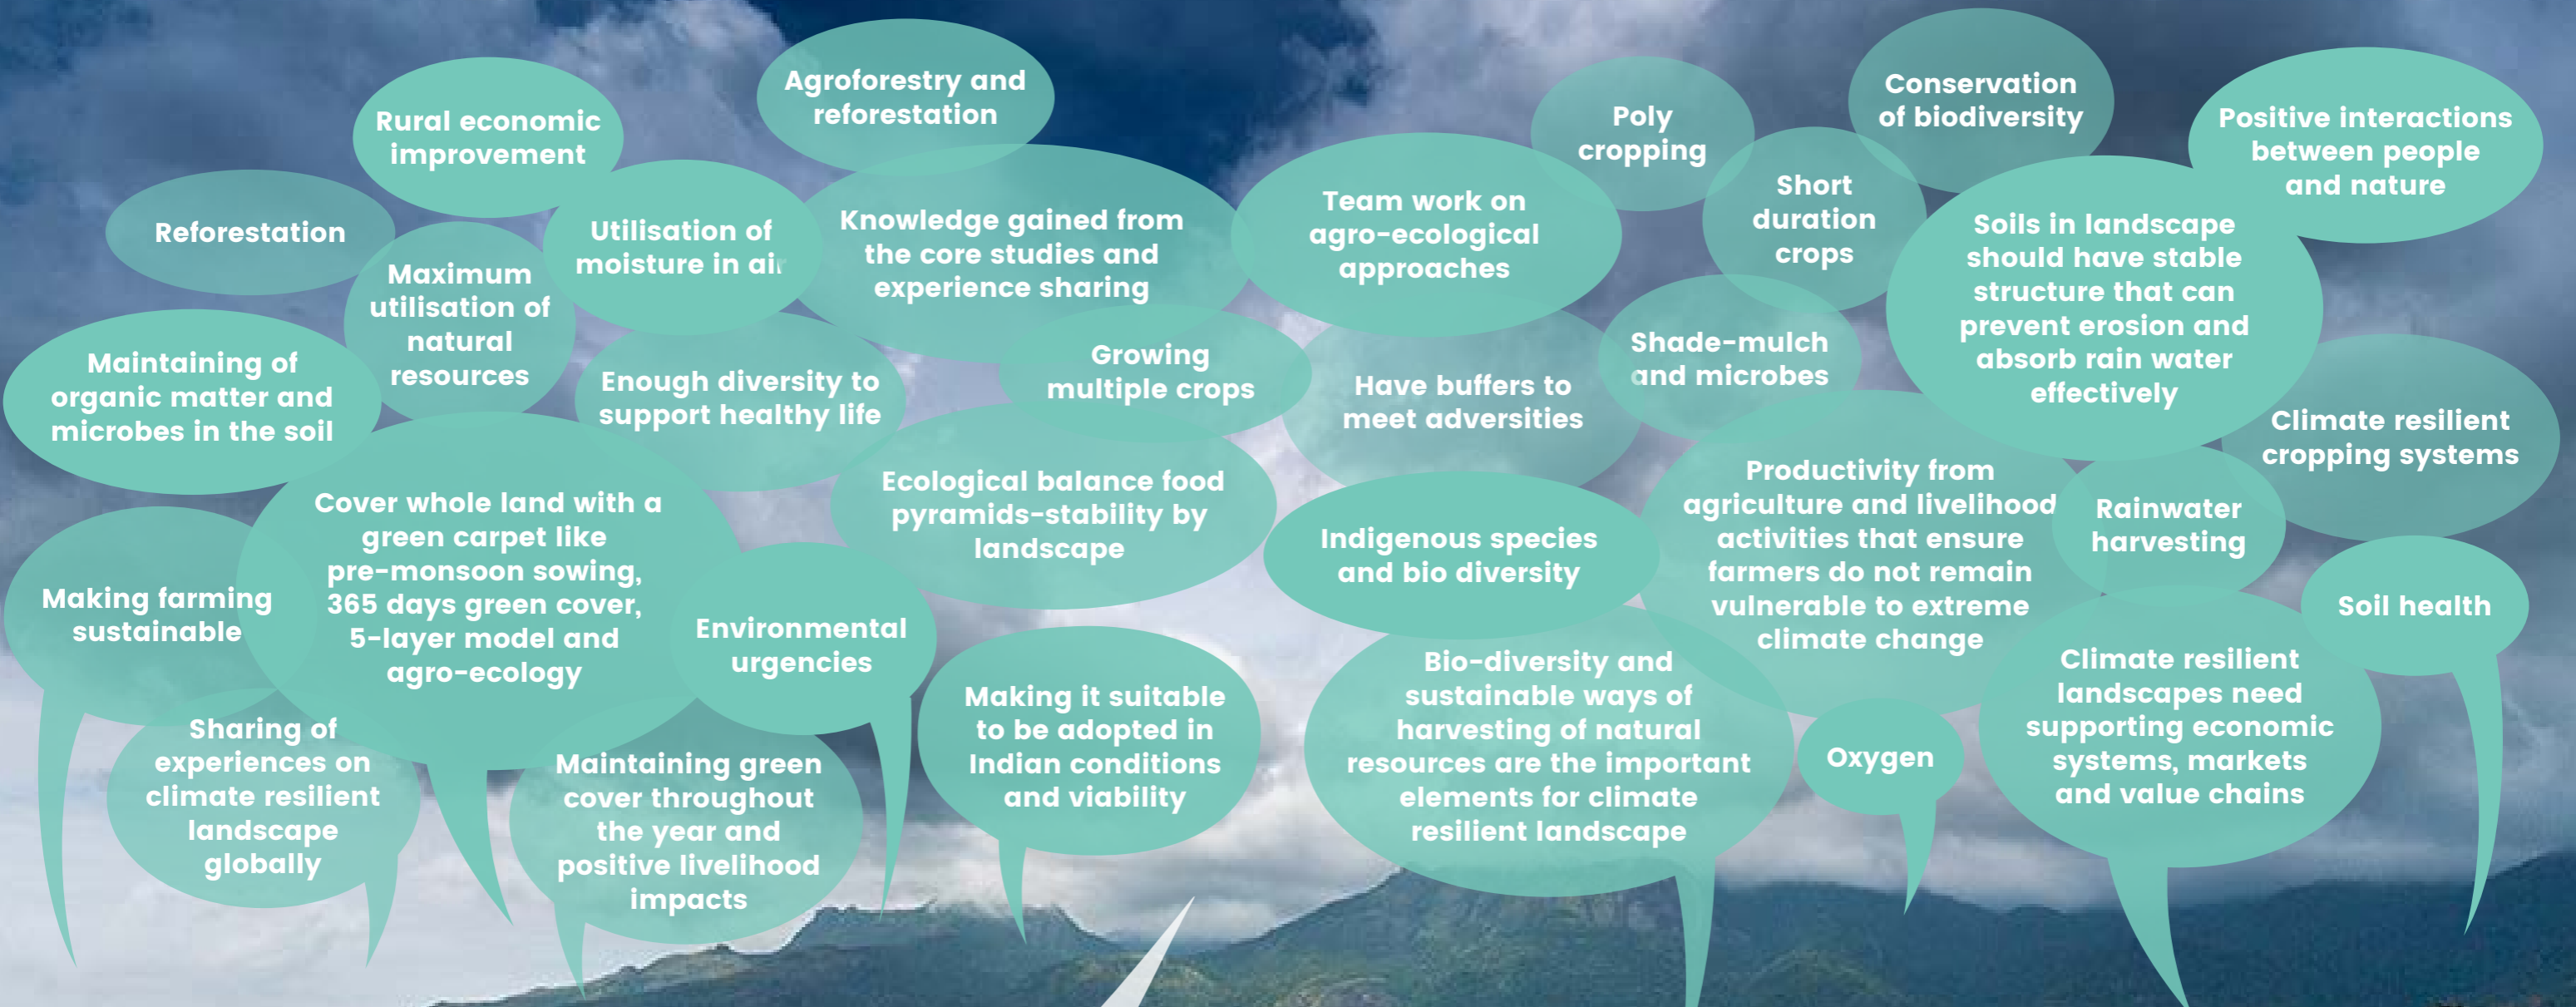 Rural economic
improvement
Agroforestry and
reforestation
Poly
cropping
Conservation
of biodiversity
Positive interactions
between people
and nature
Reforestation
Maximum
utilisation of
natural
resources
Utilisation of
moisture in air
Knowledge gained from
the core studies and
experience sharing
Team work on
agro-ecological
approaches
Short
duration
crops
Soils in landscape
should have stable
structure that can
prevent erosion and
absorb rain water
effectively
Maintaining of
organic matter and
microbes in the soil
Enough diversity to
support healthy life
Growing
multiple crops
Have buffers to
meet adversities
Shade-mulch
and microbes
Climate resilient
cropping systems
Cover whole land with a
green carpet like
pre-monsoon sowing,
365 days green cover,
5-layer model and
agro-ecology
Ecological balance food
pyramids-stability by
landscape
Indigenous species
and bio diversity
Productivity from
agriculture and livelihood
activities that ensure
farmers do not remain
vulnerable to extreme
climate change
Rainwater
harvesting
Making farming
sustainable
Environmental
urgencies
Soil health
Sharing of
experiences on
climate resilient
landscape
globally
Maintaining green
cover throughout
the year and
positive livelihood
impacts
Making it suitable
to be adopted in
Indian conditions
and viability
Bio-diversity and
sustainable ways of
harvesting of natural
resources are the important
elements for climate
resilient landscape
Oxygen
Climate resilient
landscapes need
supporting economic
systems, markets
and value chains